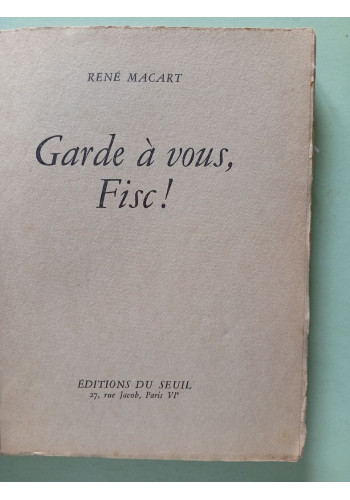 RENÉ MACART
Garde à vous,
Fisc !
ÉDITIONS DU SEUIL
27, rue Jacob, Paris VIᵉ